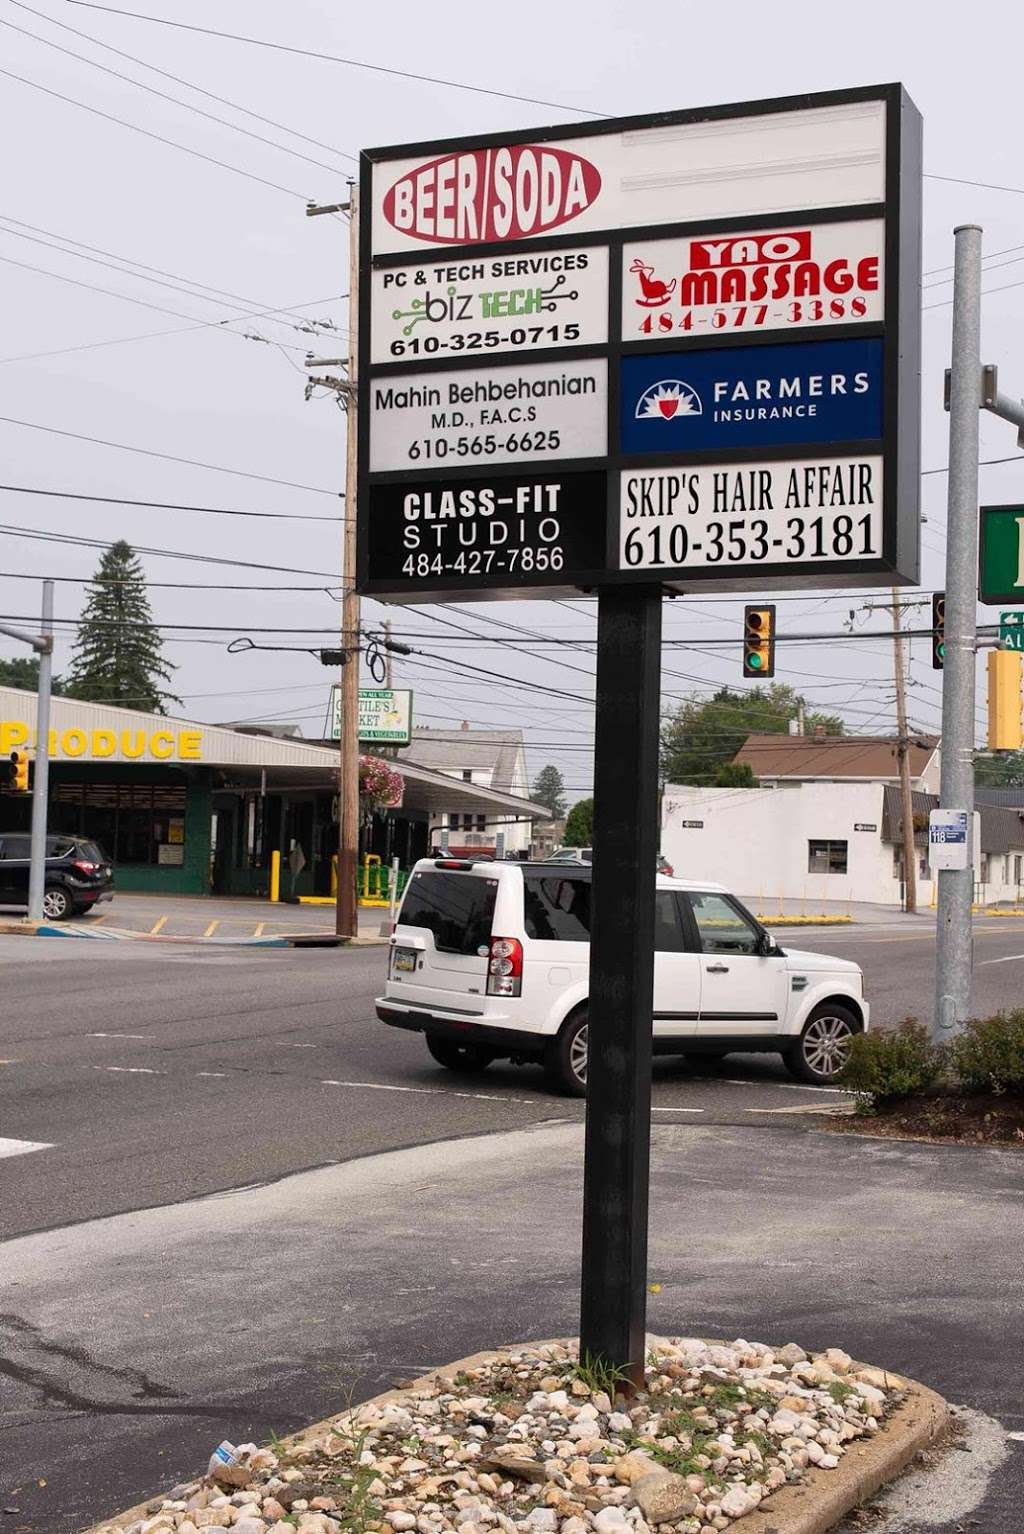 BEER/SODA
PC & TECH SERVICES
biz TECH
610-325-0715
YAO
MASSAGE
484-577-3388
Mahin Behbehanian
M.D., F.A.C.S
610-565-6625
FARMERS
INSURANCE
CLASS-FIT
STUDIO
484-427-7856
SKIP'S HAIR AFFAIR
610-353-3181
PRODUCE
118